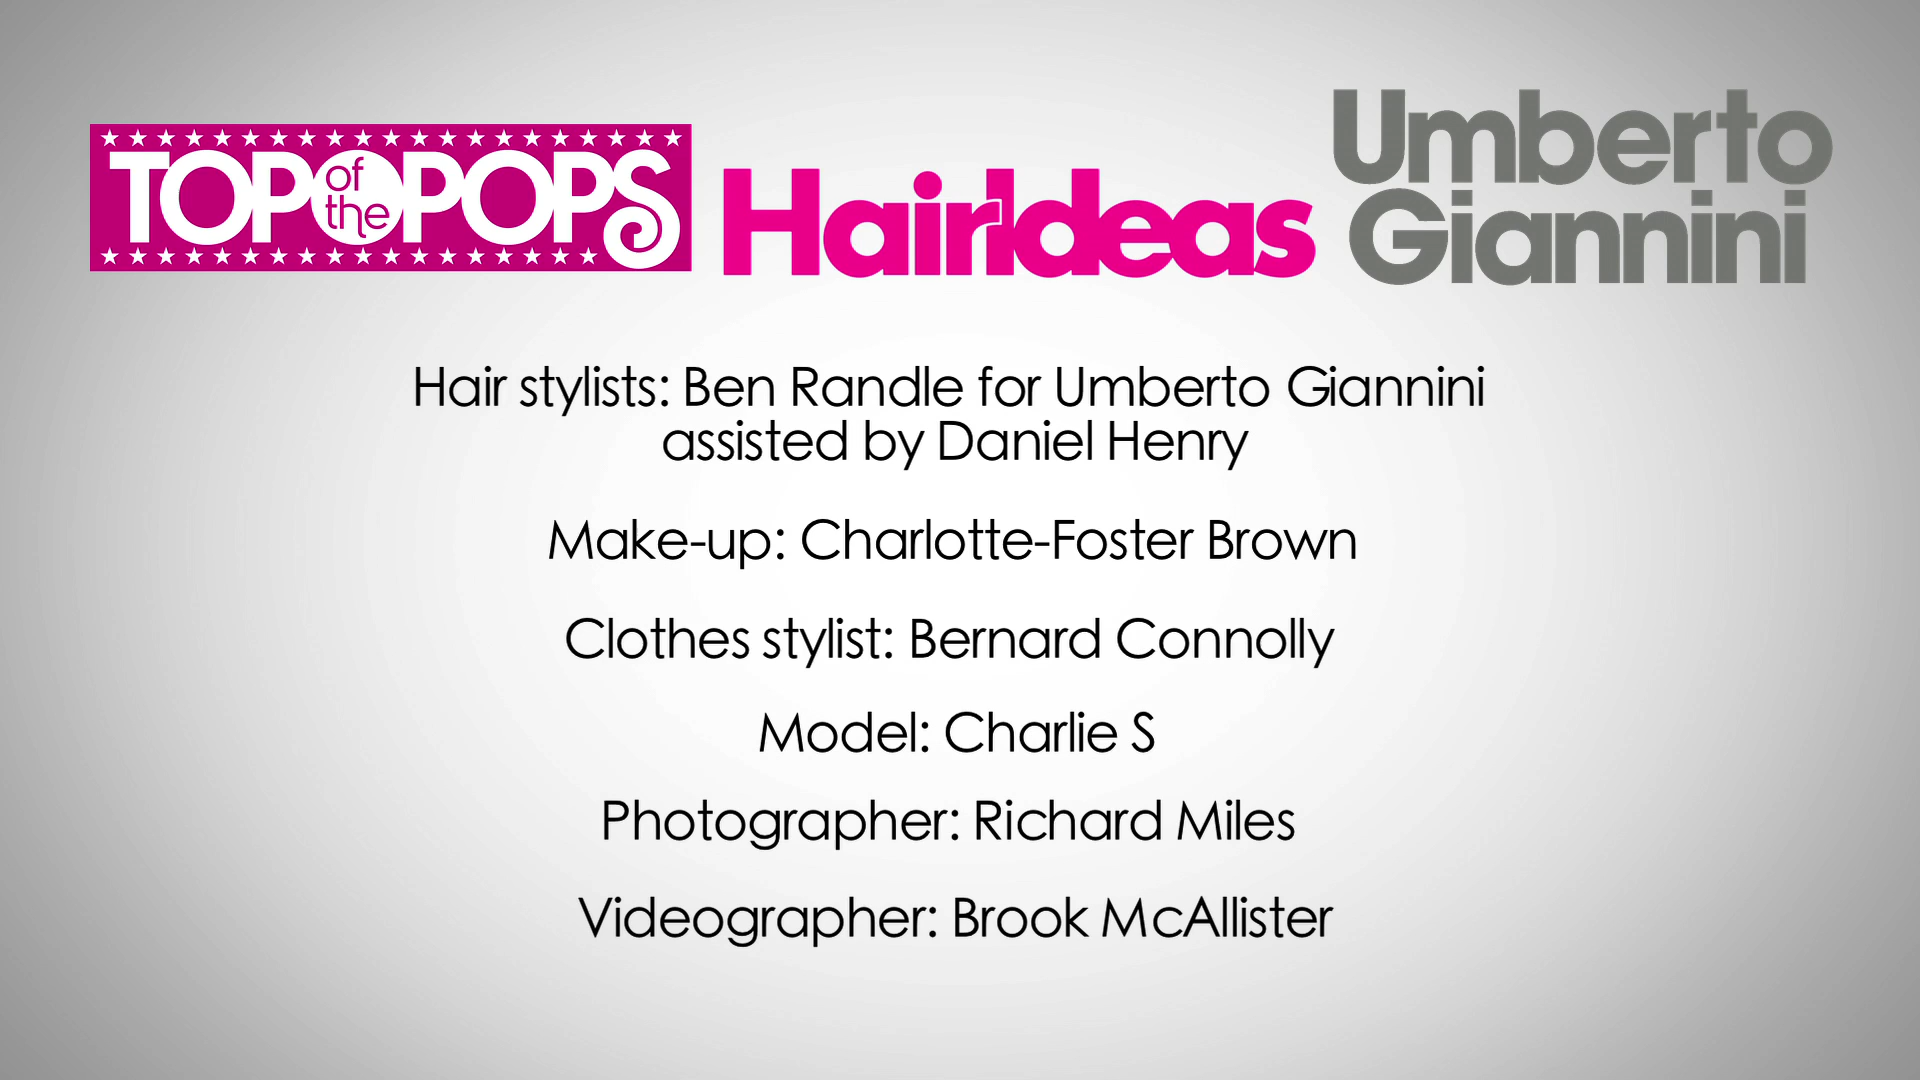 TOP of the POPS
HairIdeas
Umberto
Giannini
Hair stylists: Ben Randle for Umberto Giannini
assisted by Daniel Henry
Make-up: Charlotte-Foster Brown
Clothes stylist: Bernard Connolly
Model: Charlie S
Photographer: Richard Miles
Videographer: Brook McAllister